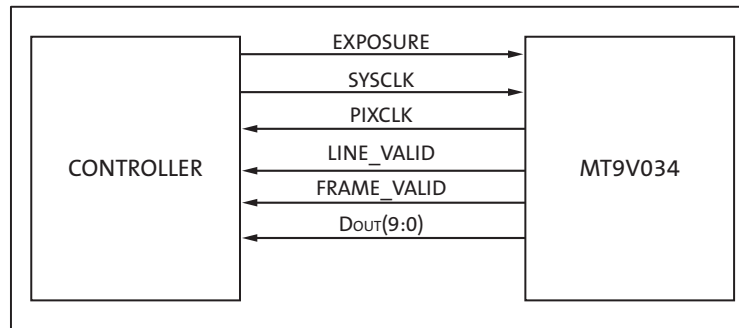 EXPOSURE
SYSCLK
PIXCLK
LINE_VALID
FRAME_VALID
DOUT(9:0)
CONTROLLER
MT9V034